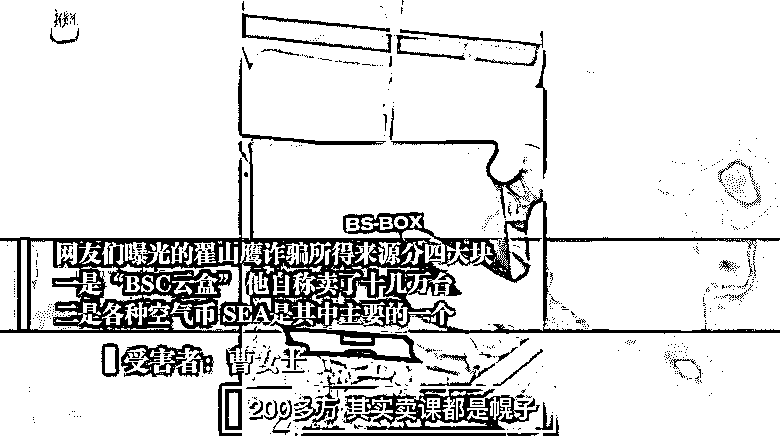 BS-BOX
网友们曝光的翟山鹰诈骗所得来源分四大块
一是“BSC云盒” 他自称卖了十几万台
二是各种空气币 SEA是其中主要的一个
受害者：曹女士
200多万 其实卖课都是幌子